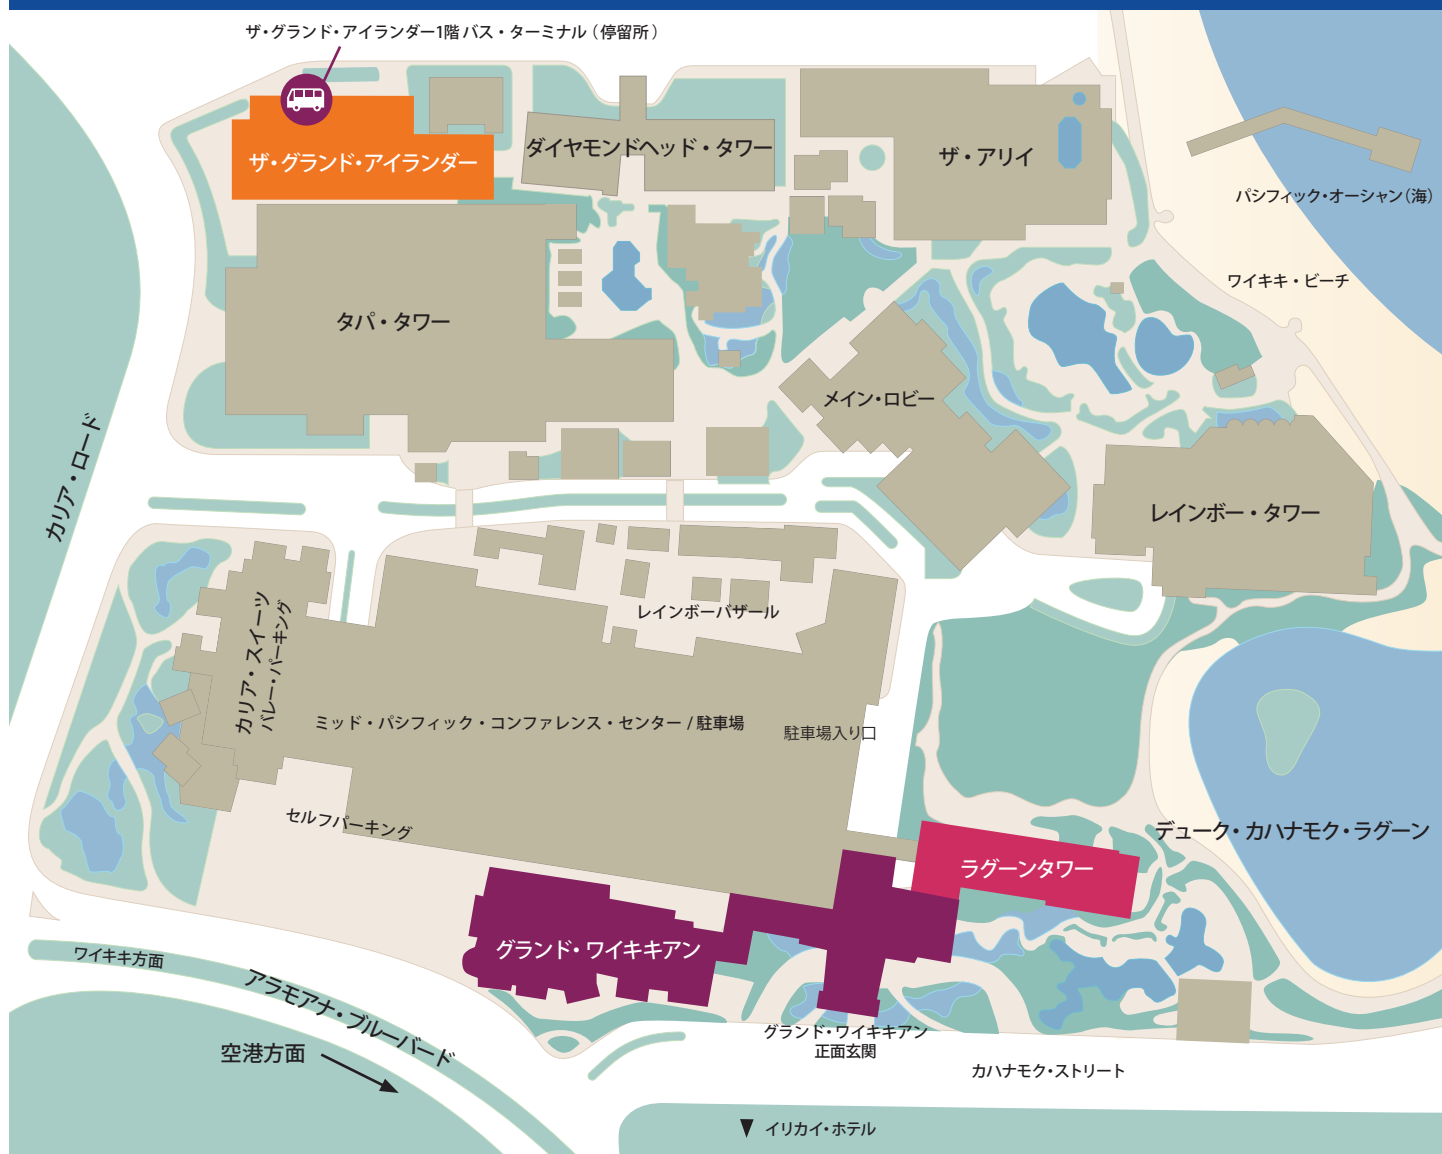 ザ・グランド・アイランダー1階 バス・ターミナル（停留所）
ダイヤモンドヘッド・タワー
ザ・グランド・アイランダー
ザ・アリイ
パシフィック・オーシャン（海）
ワイキキ・ビーチ
タパ・タワー
メイン・ロビー
カリア・ロード
レインボー・タワー
レインボーバザール
カリア・スイーツ
バレー・パーキング
ミッド・パシフィック・コンファレンス・センター / 駐車場
駐車場入り口
セルフパーキング
デューク・カハナモク・ラグーン
ラグーンタワー
グランド・ワイキキアン
ワイキキ方面
アラモアナ・ブルーバード
空港方面
グランド・ワイキキアン
正面玄関
カハナモク・ストリート
イリカイ・ホテル